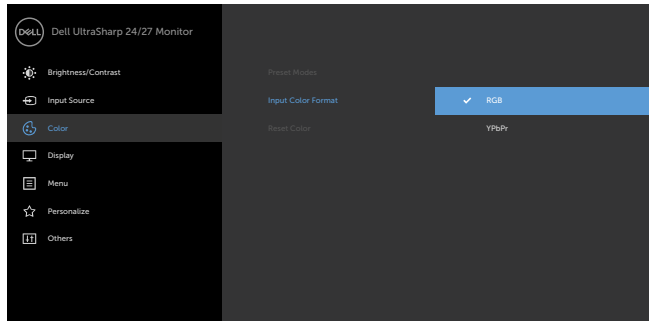 DELL Dell UltraSharp 24/27 Monitor
Brightness/Contrast
Preset Modes
Input Source
Input Color Format
✓ RGB
Color
Reset Color
YPbPr
Display
Menu
Personalize
Others